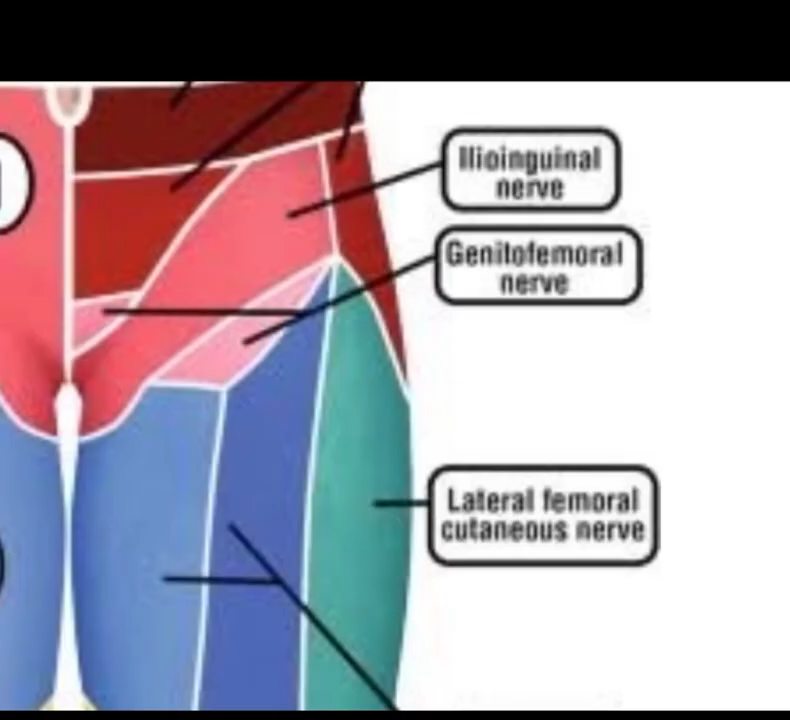 Ilioinguinal
nerve
Genitofemoral
nerve
Lateral femoral
cutaneous nerve